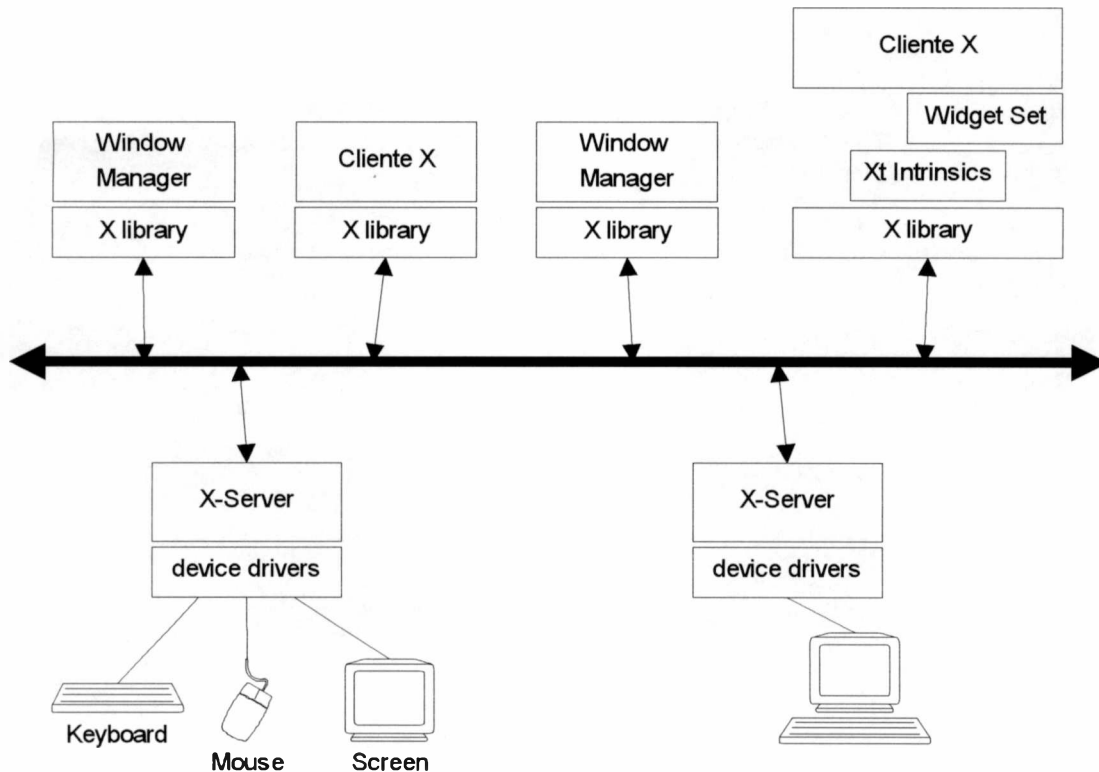 Cliente X
Widget Set
Window
Manager
Cliente X
Window
Manager
Xt Intrinsics
X library
X library
X library
X library
X-Server
X-Server
device drivers
device drivers
Keyboard
Mouse
Screen